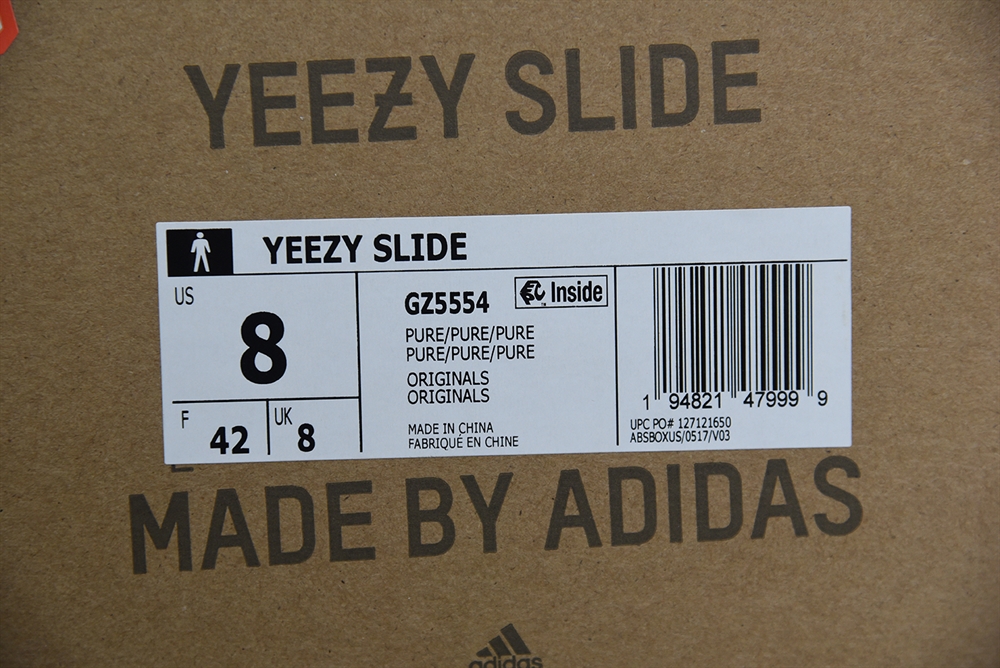 YEEZY SLIDE
YEEZY SLIDE
US
8
F
42
UK
8
GZ5554
Inside
TM
PURE/PURE/PURE
PURE/PURE/PURE
ORIGINALS
ORIGINALS
MADE IN CHINA
FABRIQUÉ EN CHINE
1 94821 47999 9
UPC PO# 127121650
ABSBOXUS/0517/V03
MADE BY ADIDAS
adidas